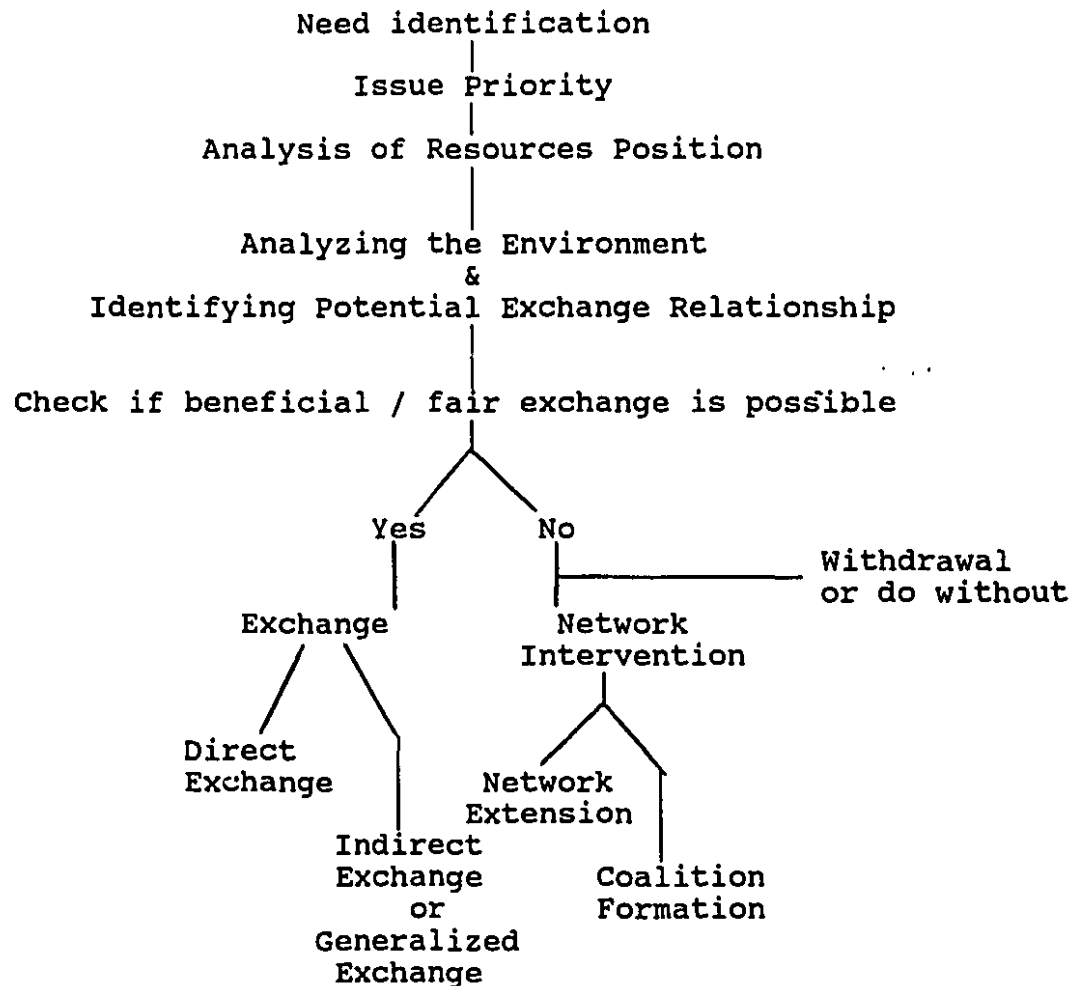 Need identification
Issue Priority
Analysis of Resources Position
Analyzing the Environment
&
Identifying Potential Exchange Relationship
Check if beneficial / fair exchange is possible
Yes
No
Withdrawal
or do without
Exchange
Network
Intervention
Direct
Exchange
Network
Extension
Indirect
Exchange
or
Generalized
Exchange
Coalition
Formation